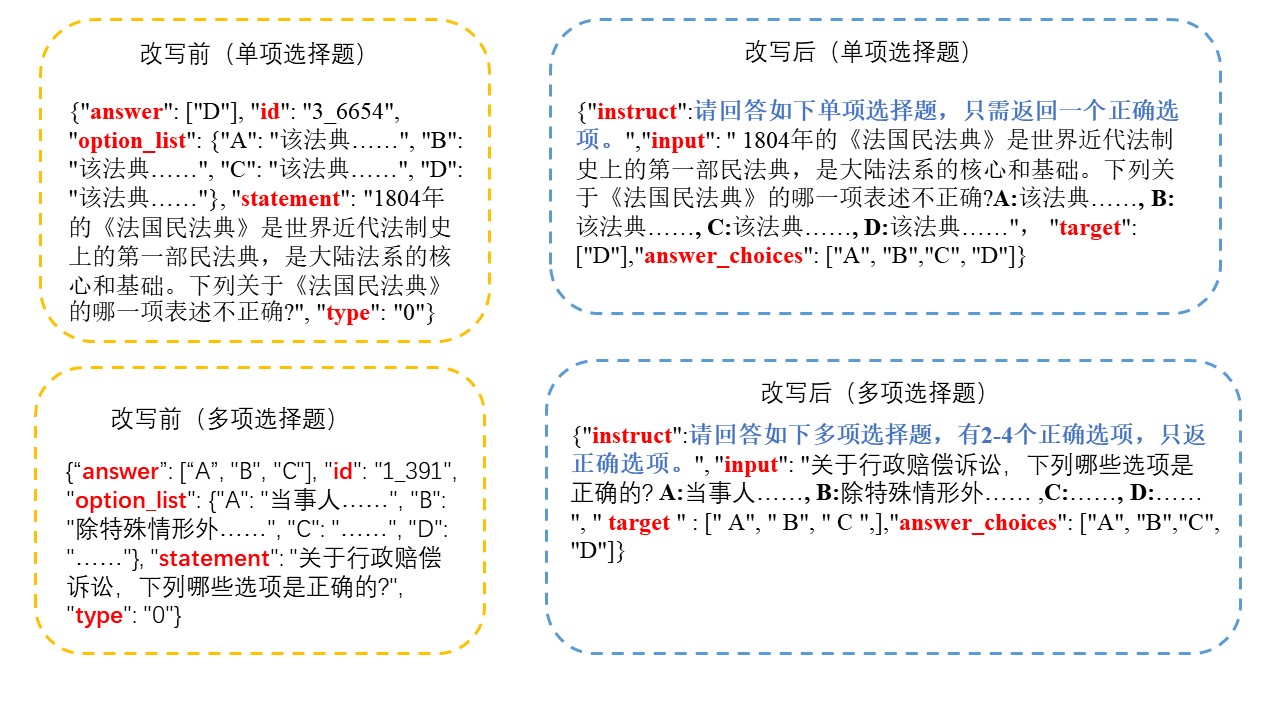 改写前（单项选择题）
{"answer": ["D"], "id": "3_6654",
"option_list": {"A": "该法典……", "B":
"该法典……", "C": "该法典……", "D":
"该法典……"}, "statement": "1804年
的《法国民法典》是世界近代法制史
上的第一部民法典，是大陆法系的核
心和基础。下列关于《法国民法典》
的哪一项表述不正确?", "type": "0"}
改写后（单项选择题）
{"instruct":请回答如下单项选择题，只需返回一个正确选
项。","input": " 1804年的《法国民法典》是世界近代法制
史上的第一部民法典，是大陆法系的核心和基础。下列关
于《法国民法典》的哪一项表述不正确?A:该法典……, B:
该法典……, C:该法典……, D:该法典……"， "target":
["D"],"answer_choices": ["A", "B","C", "D"]}
改写前（多项选择题）
{“answer”: [“A”, "B", "C"], "id": "1_391",
"option_list": {"A": "当事人……", "B":
"除特殊情形外……", "C": "……", "D":
"……"}, "statement": "关于行政赔偿
诉讼，下列哪些选项是正确的?",
"type": "0"}
改写后（多项选择题）
{"instruct":请回答如下多项选择题，有2-4个正确选项，只返
正确选项。", "input": "关于行政赔偿诉讼，下列哪些选项是
正确的? A:当事人……, B:除特殊情形外…… ,C:……, D:……
", " target " : [" A", " B", " C ",],"answer_choices": ["A", "B","C",
"D"]}